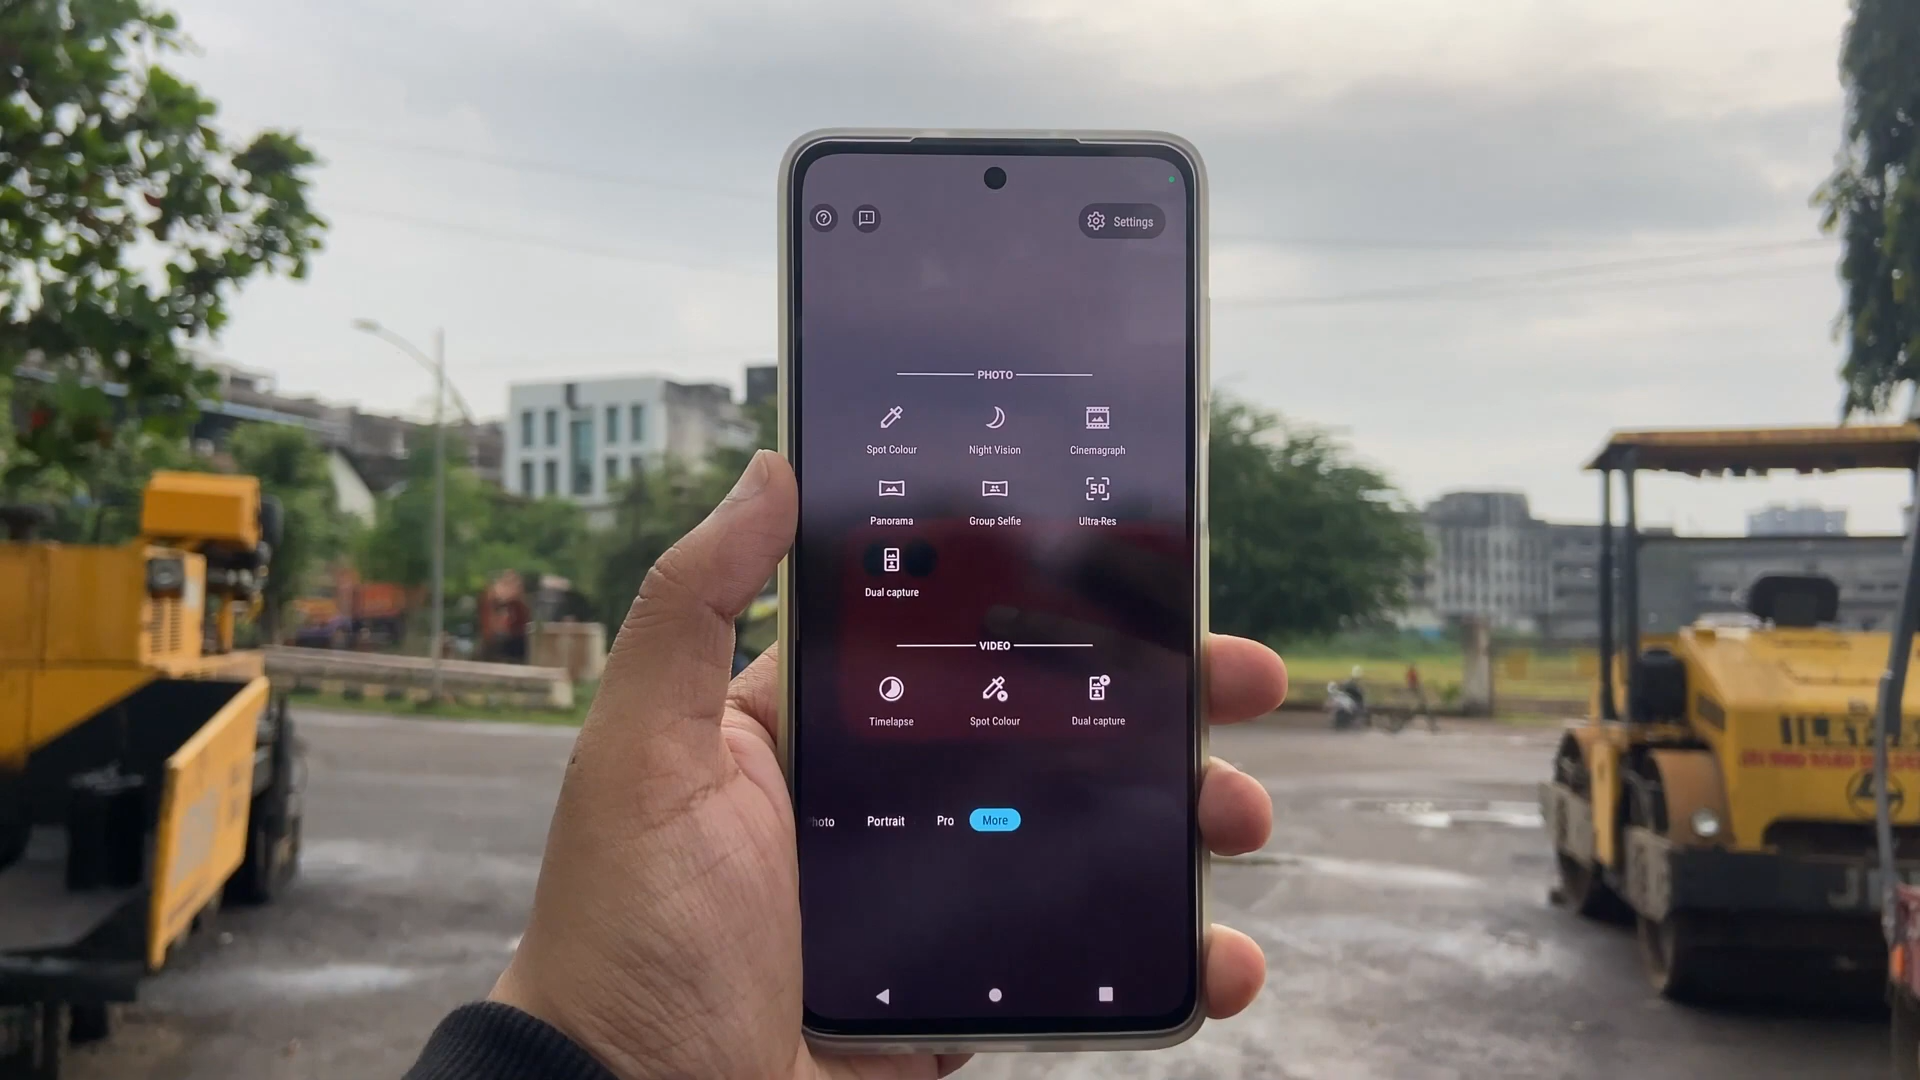 Settings
PHOTO
Spot Colour
Night Vision
Cinemagraph
Panorama
Group Selfie
50
Ultra-Res
Dual capture
VIDEO
Timelapse
Spot Colour
Dual capture
hoto
Portrait
Pro
More